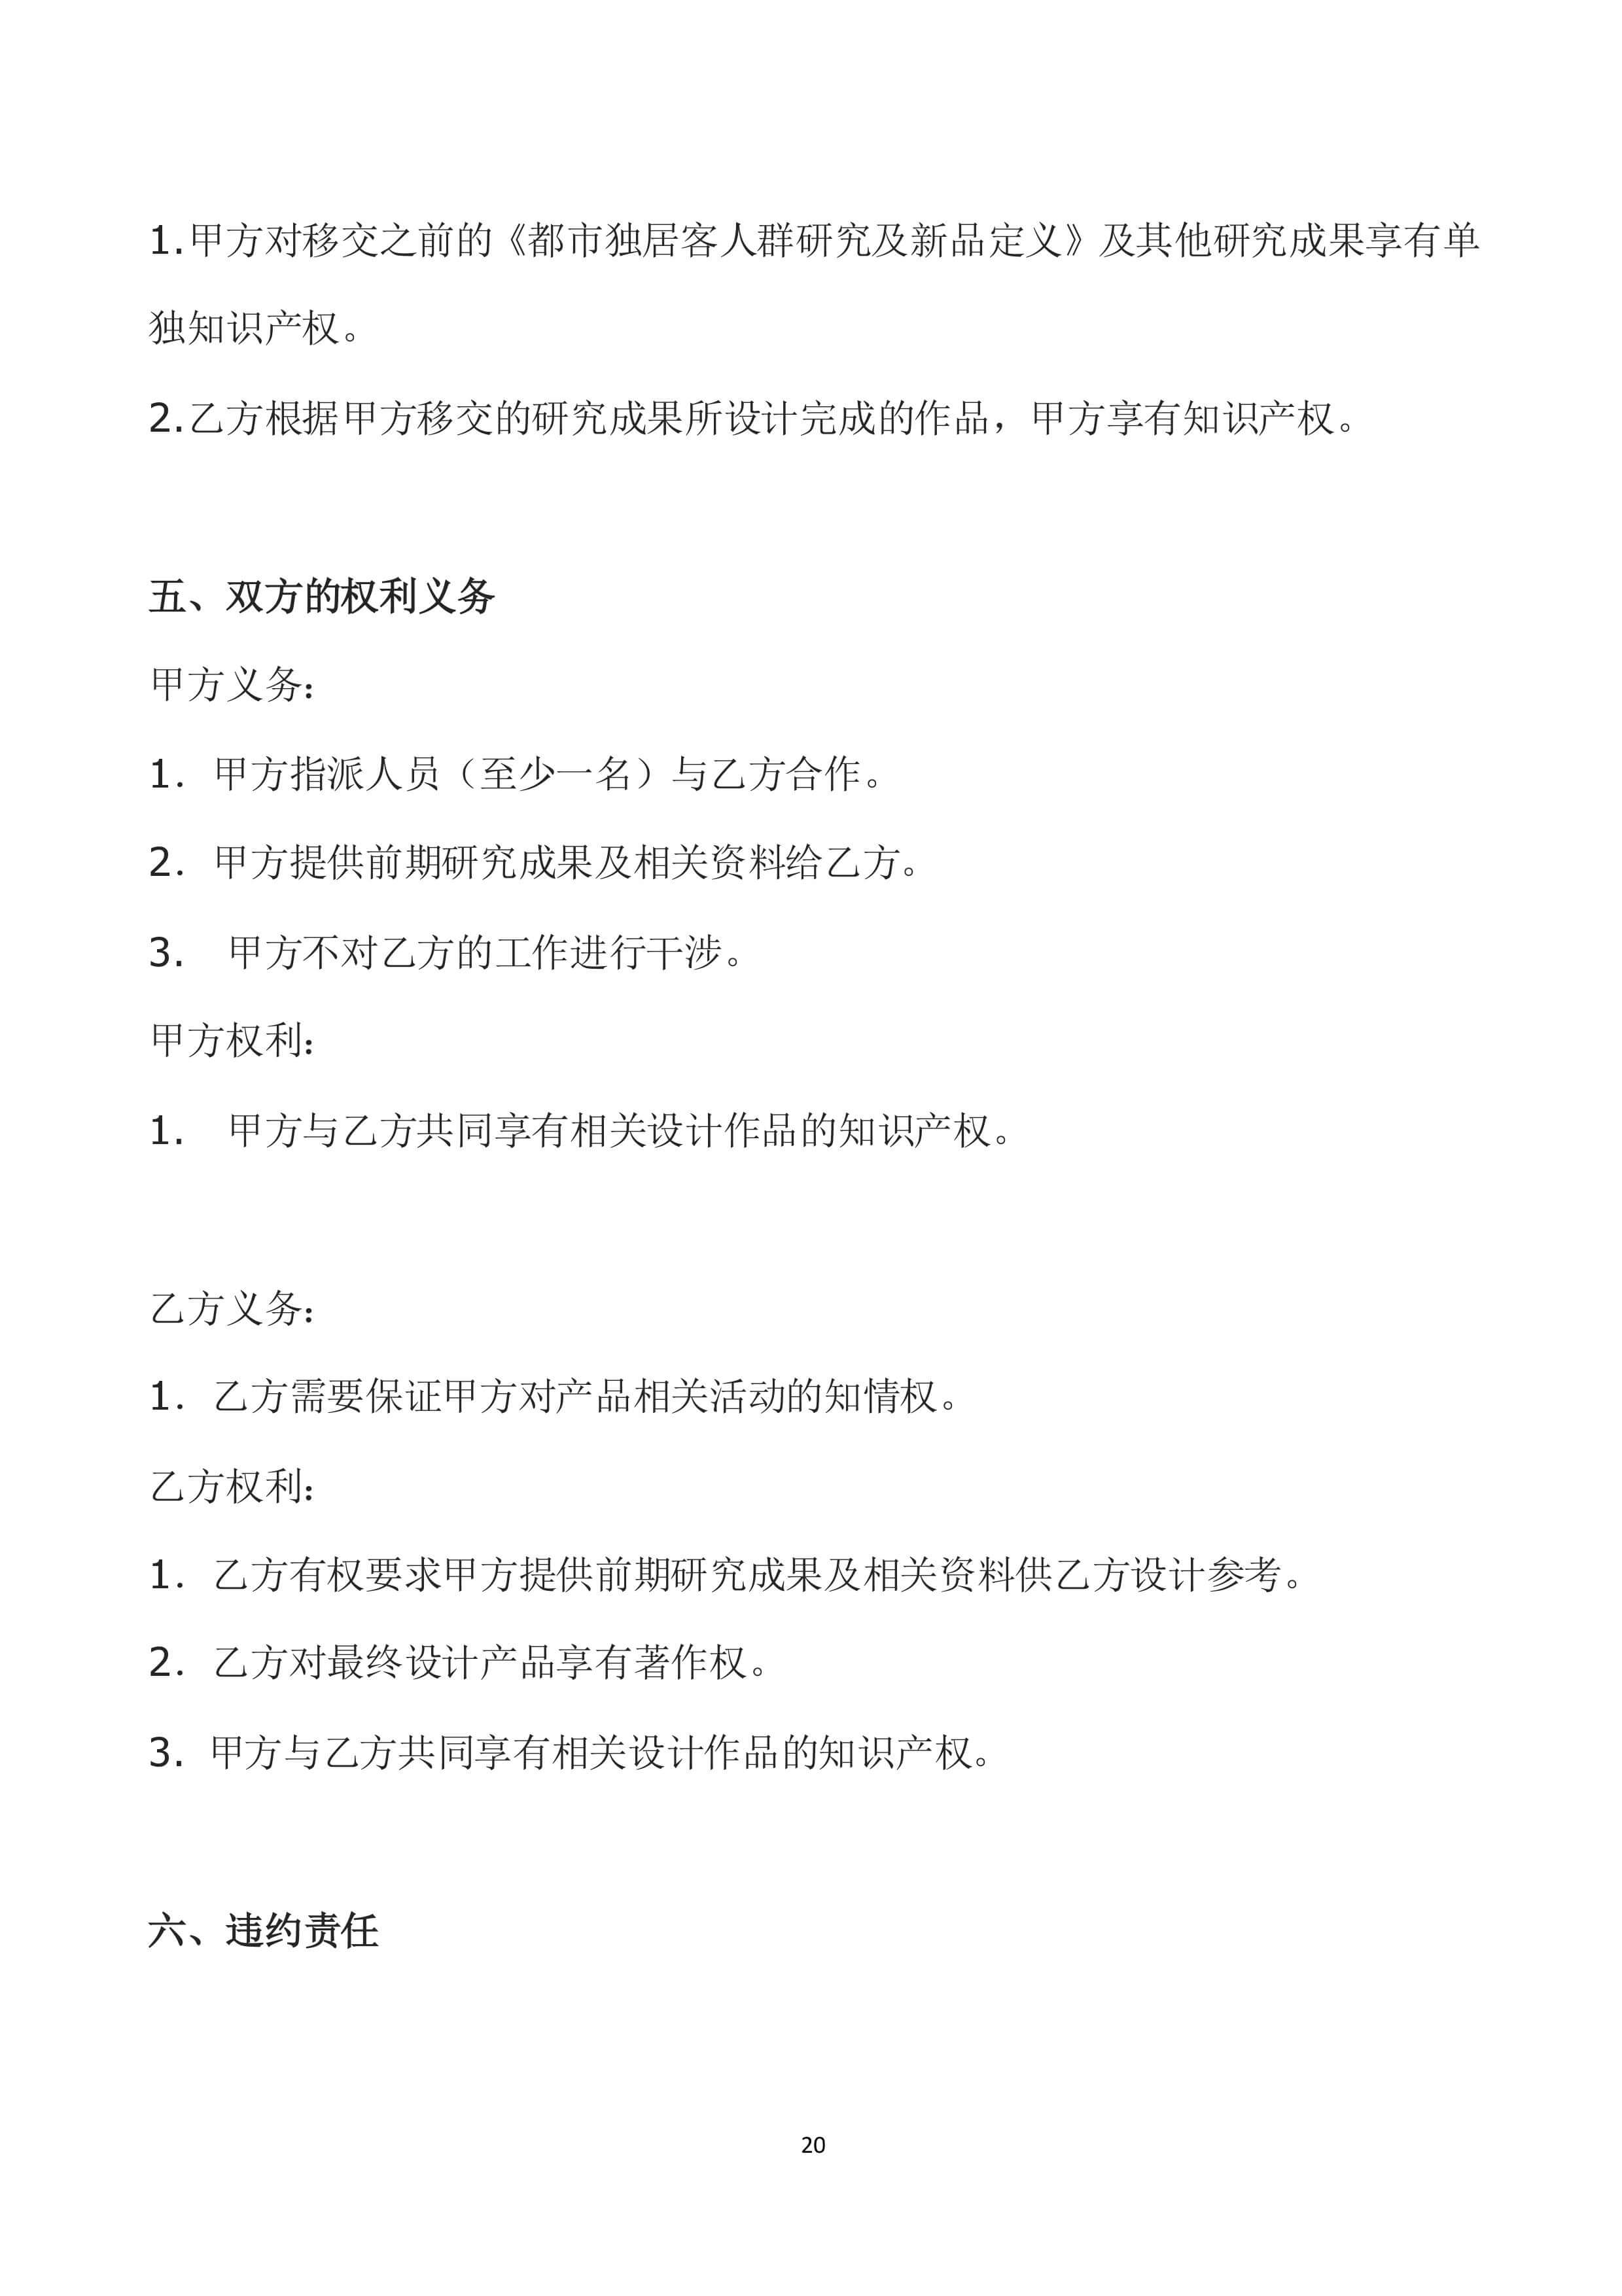 1.甲方对移交之前的《都市独居客人群研究及新品定义》及其他研究成果享有单
独知识产权。
2.乙方根据甲方移交的研究成果所设计完成的作品，甲方享有知识产权。
五、双方的权利义务
甲方义务：
1. 甲方指派人员（至少一名）与乙方合作。
2. 甲方提供前期研究成果及相关资料给乙方。
3. 甲方不对乙方的工作进行干涉。
甲方权利：
1. 甲方与乙方共同享有相关设计作品的知识产权。
乙方义务：
1. 乙方需要保证甲方对产品相关活动的知情权。
乙方权利：
1. 乙方有权要求甲方提供前期研究成果及相关资料供乙方设计参考。
2. 乙方对最终设计产品享有著作权。
3. 甲方与乙方共同享有相关设计作品的知识产权。
六、违约责任
20